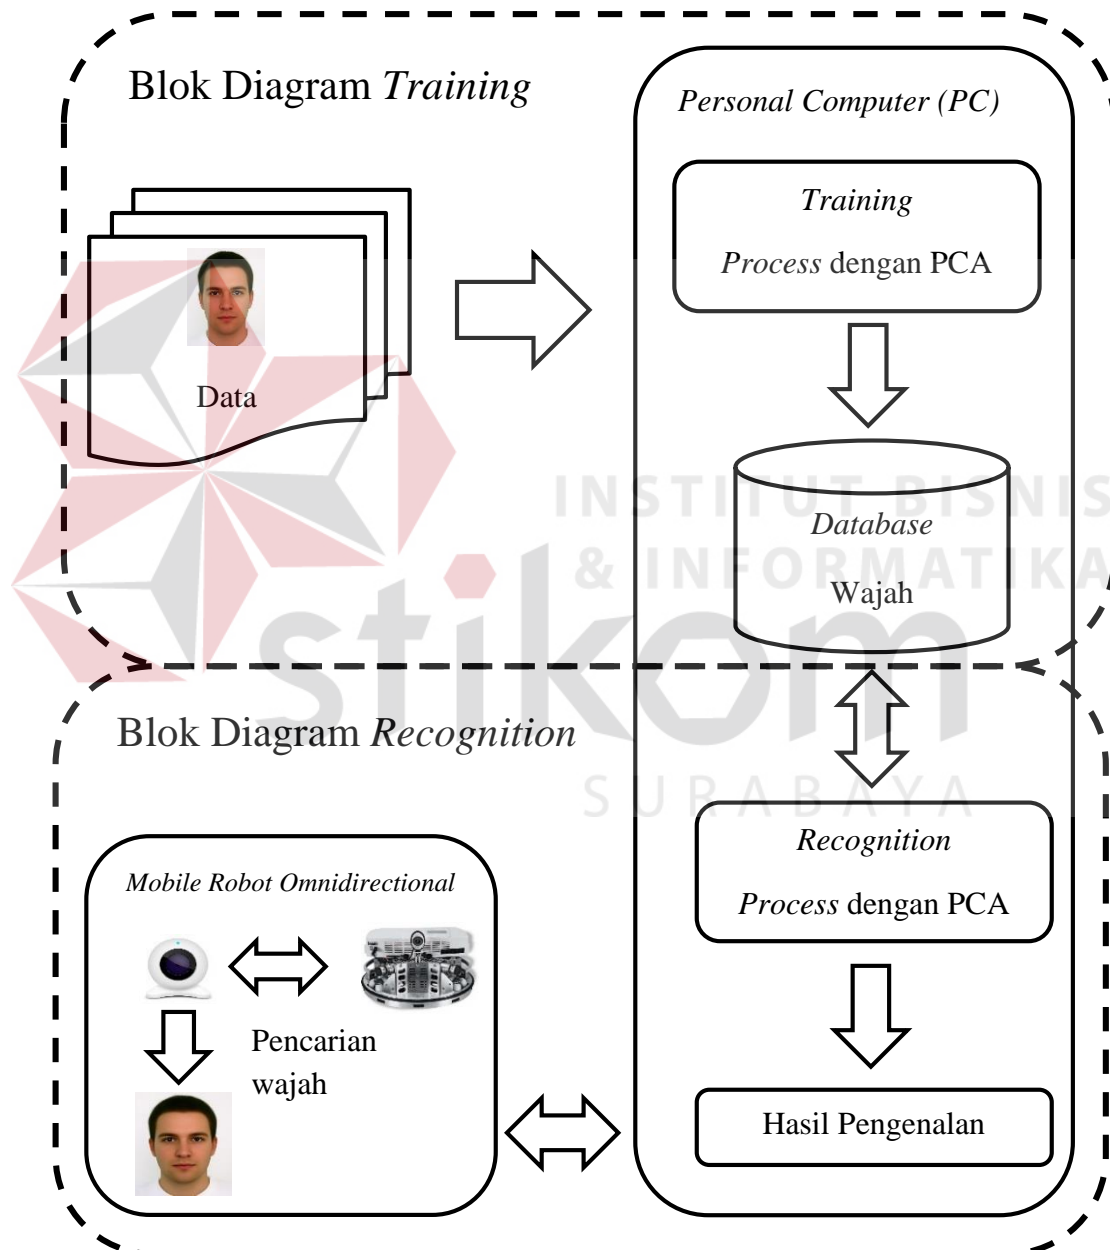 Blok Diagram Training
Personal Computer (PC)
Training
Process dengan PCA
Data
Database
Wajah
INSTITUT BISNIS
& INFORMATIKA
stikom
SURABAYA
Blok Diagram Recognition
Recognition
Process dengan PCA
Mobile Robot Omnidirectional
Pencarian
wajah
Hasil Pengenalan